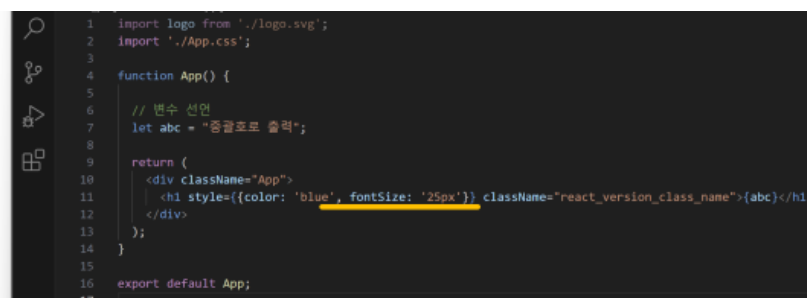 1 import logo from './logo.svg';
2 import './App.css';
3
4 function App() {
5
6 // 변수 선언
7 let abc = "중괄호로 출력";
8
9 return (
10 <div className="App">
11 <h1 style={{color: 'blue', fontSize: '25px'}} className="react_version_class_name">{abc}</h1
12 </div>
13 );
14 }
15
16 export default App;